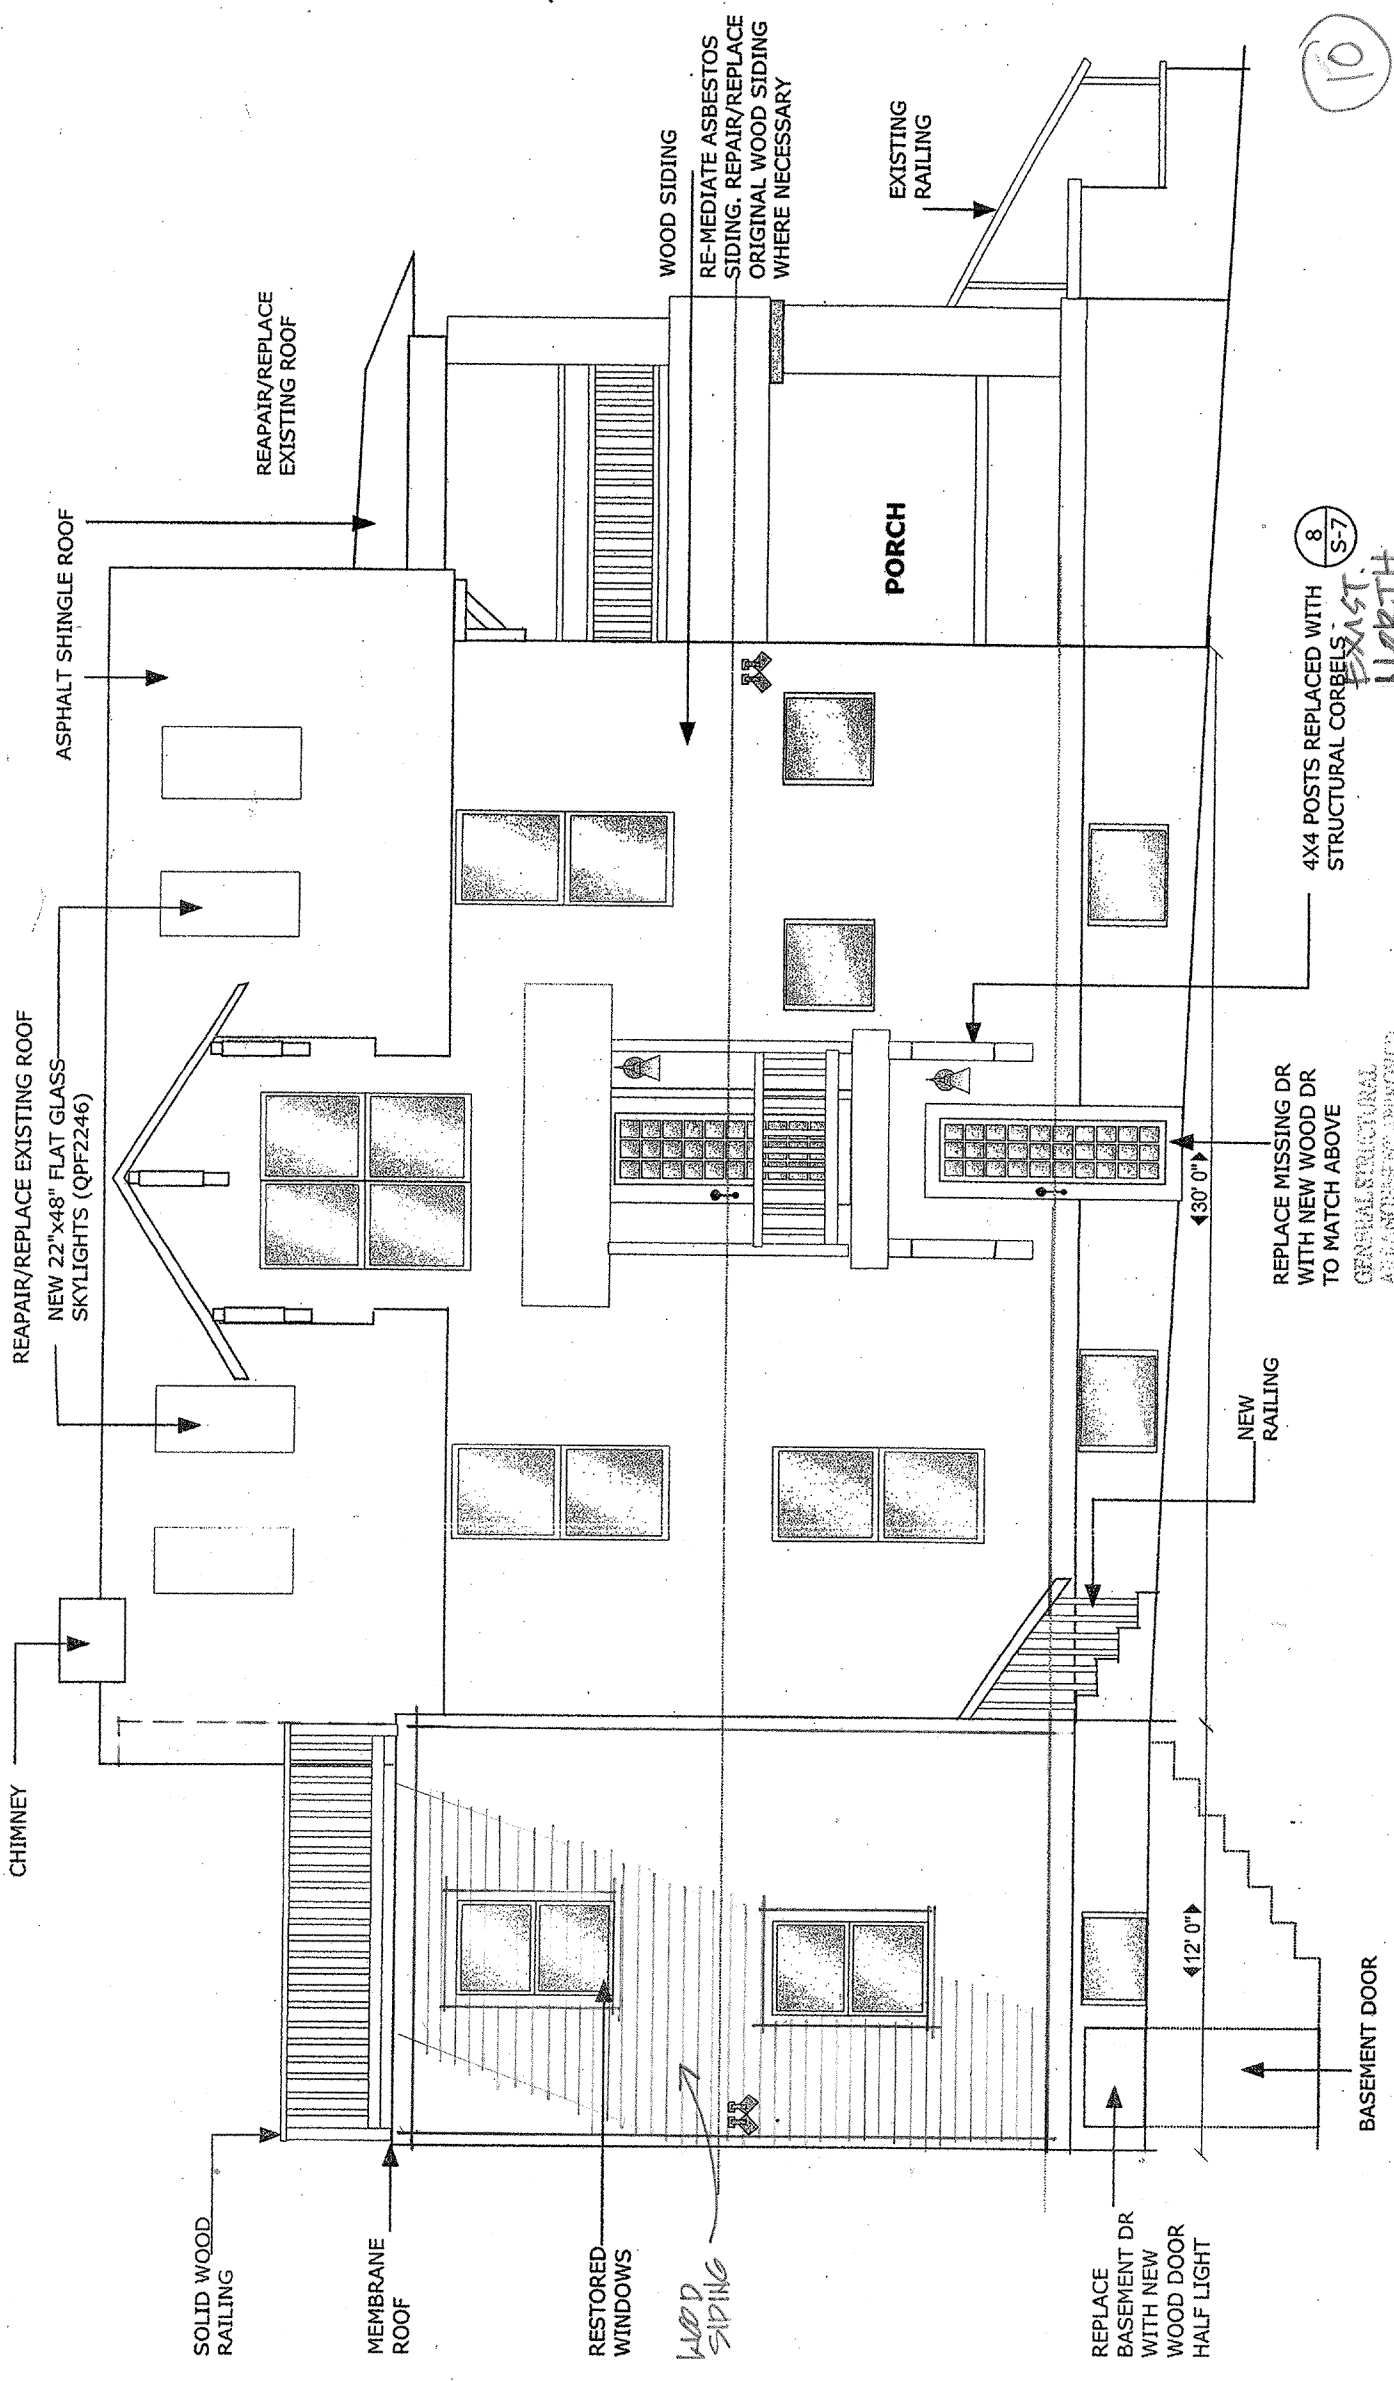 CHIMNEY
REAPAIR/REPLACE EXISTING ROOF
NEW 22"x48" FLAT GLASS
SKYLIGHTS (QPF2246)
ASPHALT SHINGLE ROOF
REAPAIR/REPLACE
EXISTING ROOF
SOLID WOOD
RAILING
MEMBRANE
ROOF
RESTORED
WINDOWS
WOOD
SIDING
REPLACE
BASEMENT DR
WITH NEW
WOOD DOOR
HALF LIGHT
WOOD SIDING
RE-MEDIATE ASBESTOS
SIDING. REPAIR/REPLACE
ORIGINAL WOOD SIDING
WHERE NECESSARY
EXISTING
RAILING
PORCH
12' 0"
30' 0"
BASEMENT DOOR
NEW
RAILING
REPLACE MISSING DR
WITH NEW WOOD DR
TO MATCH ABOVE
4X4 POSTS REPLACED WITH
STRUCTURAL CORBELS
8
S-7
EXIST.
NORTH
GENERAL STRUCTURAL
10